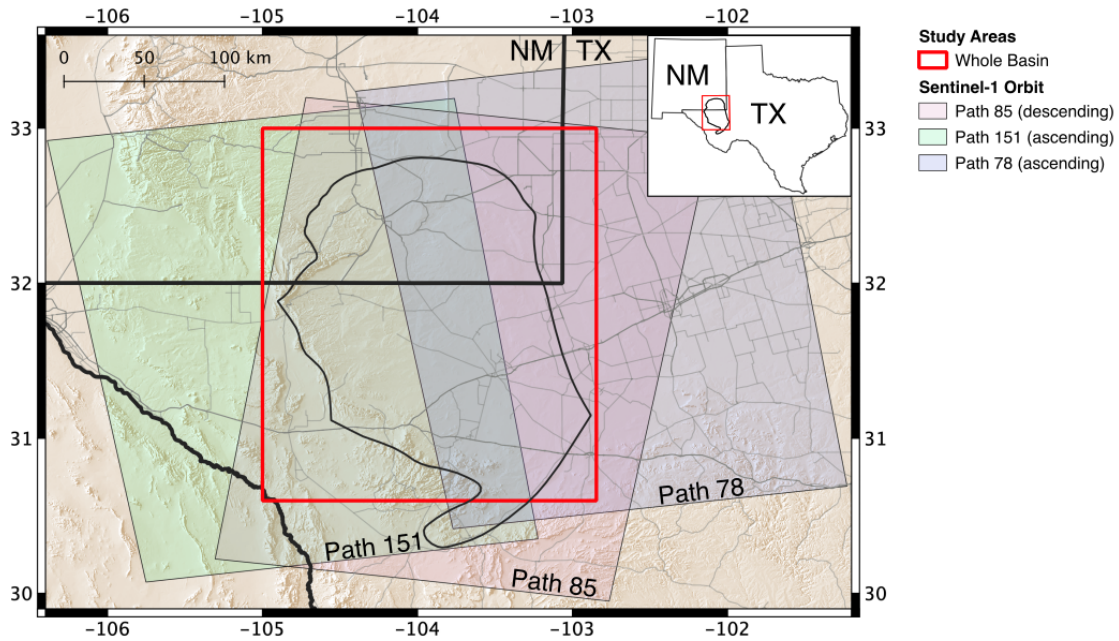 -106 -105 -104 -103 -102
NM TX
0 50 100 km
NM
TX
Study Areas
Whole Basin
Sentinel-1 Orbit
Path 85 (descending)
Path 151 (ascending)
Path 78 (ascending)
33 33
32 32
31 31
30 30
Path 78
Path 151
Path 85
-106 -105 -104 -103 -102